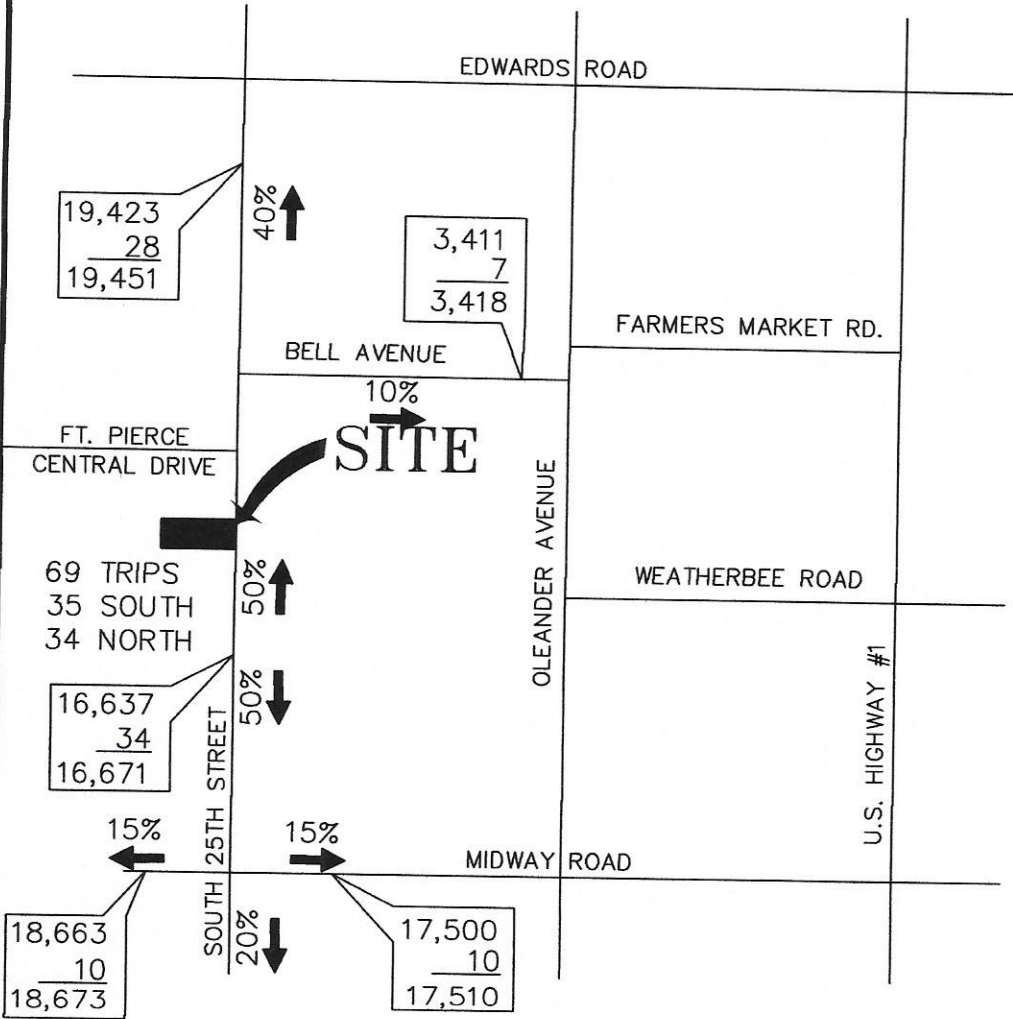 EDWARDS ROAD
19,423
28
19,451
40%
3,411
7
3,418
FARMERS MARKET RD.
BELL AVENUE
10%
FT. PIERCE
CENTRAL DRIVE
SITE
OLEANDER AVENUE
69 TRIPS
35 SOUTH
34 NORTH
50%
WEATHERBEE ROAD
50%
16,637
34
16,671
SOUTH 25TH STREET
U.S. HIGHWAY #1
15%
15%
MIDWAY ROAD
18,663
10
18,673
20%
17,500
10
17,510